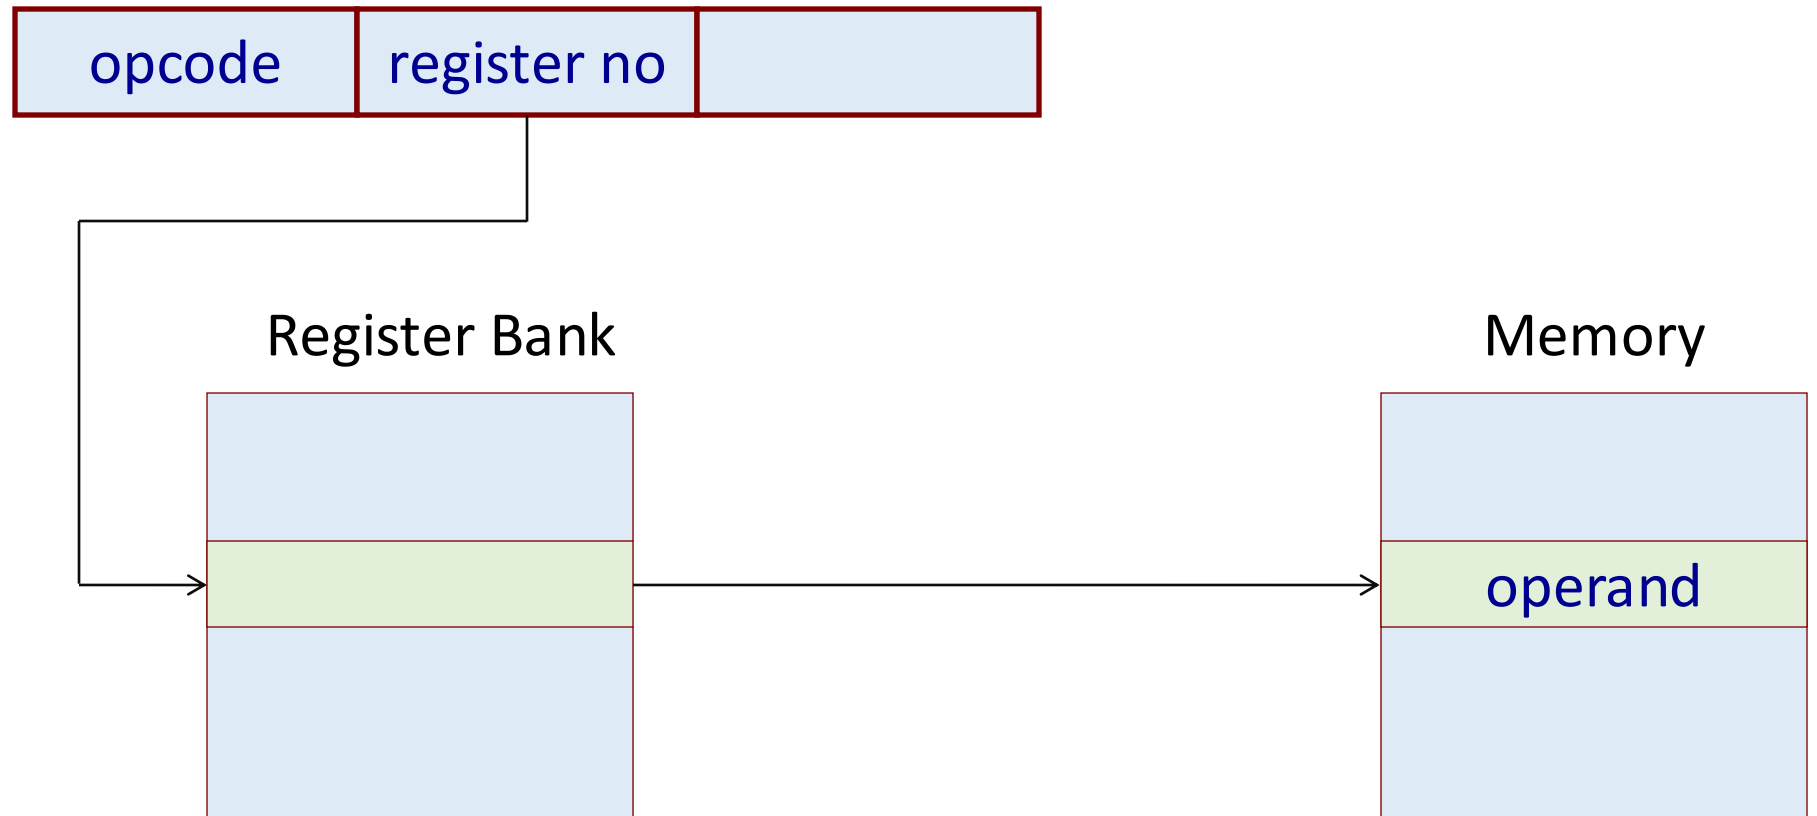 opcode
register no
Register Bank
Memory
operand